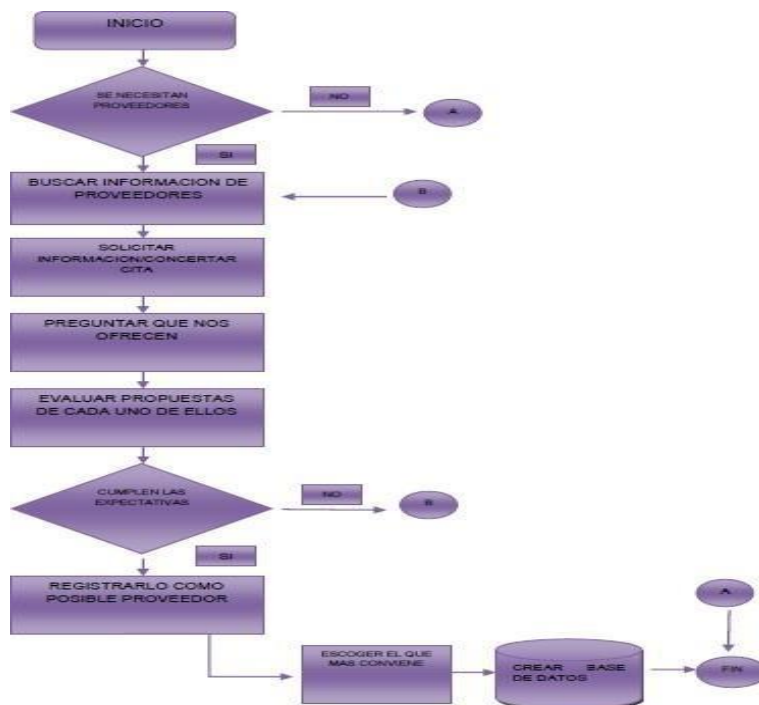 INICIO
SE NECESITAN
PROVEEDORES
NO
A
SI
BUSCAR INFORMACION DE
PROVEEDORES
B
SOLICITAR
INFORMACION/CONCERTAR
CITA
PREGUNTAR QUE NOS
OFRECEN
EVALUAR PROPUESTAS
DE CADA UNO DE ELLOS
CUMPLEN LAS
EXPECTATIVAS
NO
B
SI
REGISTRARLO COMO
POSIBLE PROVEEDOR
A
ESCOGER EL QUE
MAS CONVIENE
CREAR BASE
DE DATOS
FIN